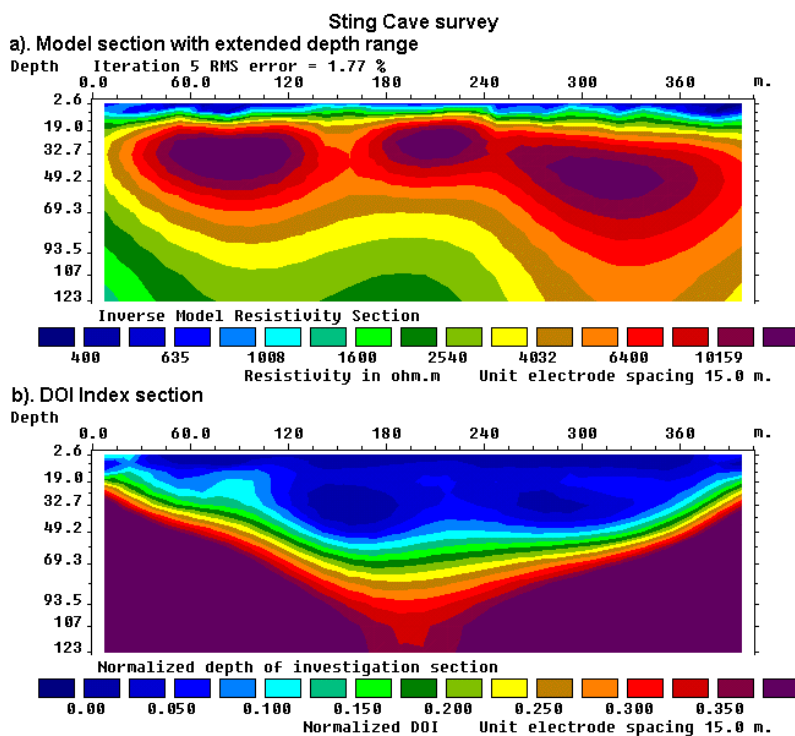 Sting Cave survey
a). Model section with extended depth range
Depth Iteration 5 RMS error = 1.77 %
0.0 60.0 120 180 240 300 360 m.
2.6
19.0
32.7
49.2
69.3
93.5
107
123
Inverse Model Resistivity Section
400 635 1008 1600 2540 4032 6400 10159
Resistivity in ohm.m Unit electrode spacing 15.0 m.
b). DOI Index section
Depth
0.0 60.0 120 180 240 300 360 m.
2.6
19.0
32.7
49.2
69.3
93.5
107
123
Normalized depth of investigation section
0.00 0.050 0.100 0.150 0.200 0.250 0.300 0.350
Normalized DOI Unit electrode spacing 15.0 m.